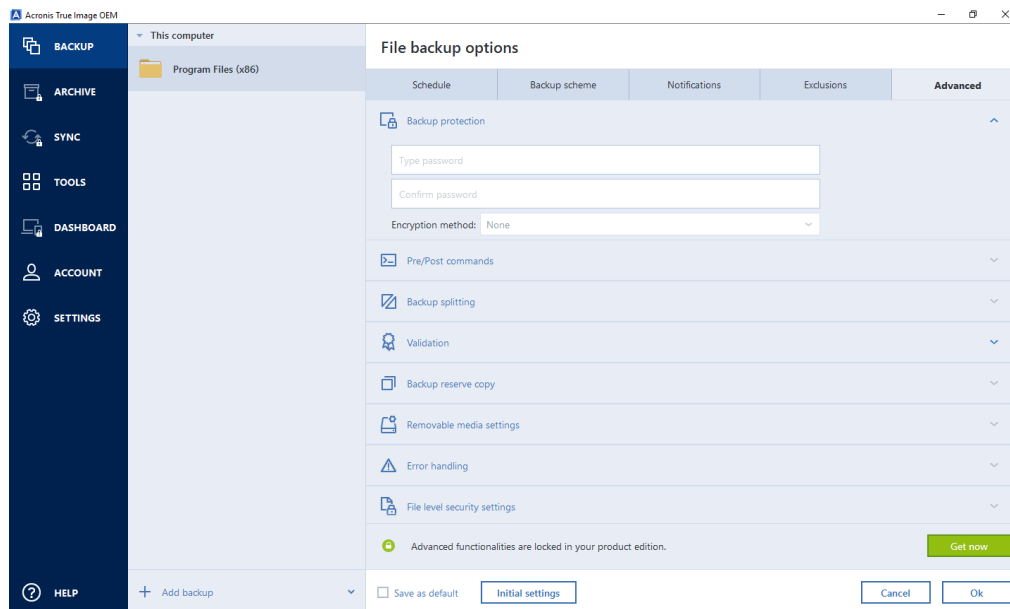 Acronis True Image OEM
BACKUP
ARCHIVE
SYNC
TOOLS
DASHBOARD
ACCOUNT
SETTINGS
HELP
This computer
Program Files (x86)
Add backup
File backup options
Schedule Backup scheme Notifications Exclusions Advanced
Backup protection
Type password
Confirm password
Encryption method: None
Pre/Post commands
Backup splitting
Validation
Backup reserve copy
Removable media settings
Error handling
File level security settings
Advanced functionalities are locked in your product edition. Get now
Save as default Initial settings Cancel Ok